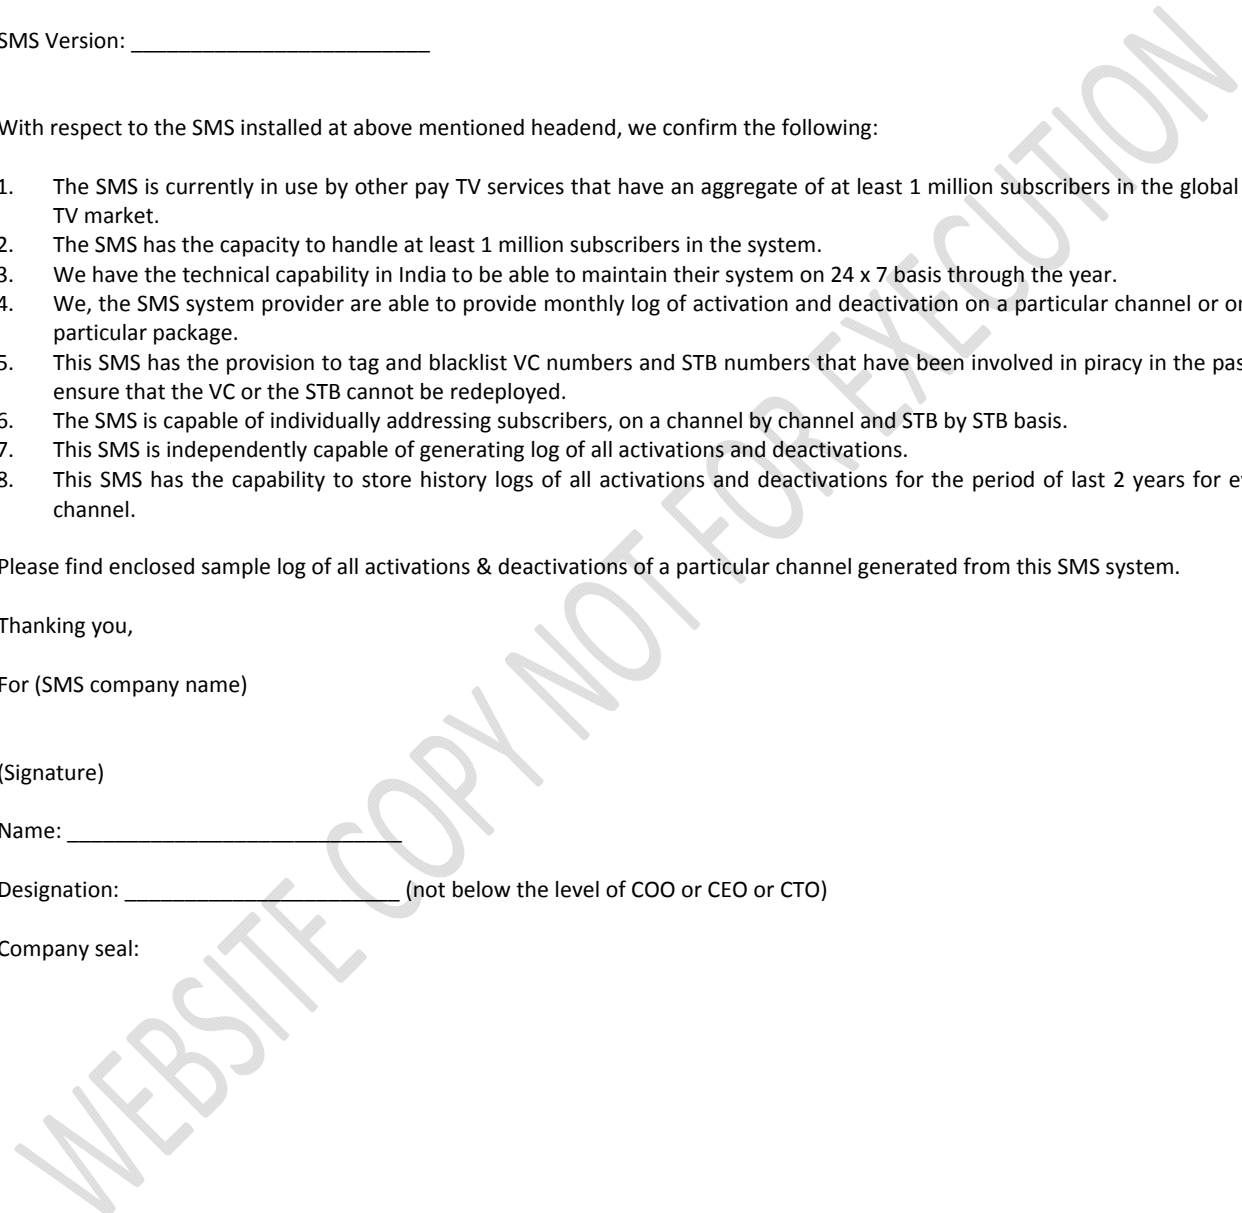 SMS Version: _________________________
With respect to the SMS installed at above mentioned headend, we confirm the following:
1. The SMS is currently in use by other pay TV services that have an aggregate of at least 1 million subscribers in the global
TV market.
2. The SMS has the capacity to handle at least 1 million subscribers in the system.
3. We have the technical capability in India to be able to maintain their system on 24 x 7 basis through the year.
4. We, the SMS system provider are able to provide monthly log of activation and deactivation on a particular channel or on
particular package.
5. This SMS has the provision to tag and blacklist VC numbers and STB numbers that have been involved in piracy in the
ensure that the VC or the STB cannot be redeployed.
6. The SMS is capable of individually addressing subscribers, on a channel by channel and STB by STB basis.
7. This SMS is independently capable of generating log of all activations and deactivations.
8. This SMS has the capability to store history logs of all activations and deactivations for the period of last 2 years for
channel.
Please find enclosed sample log of all activations & deactivations of a particular channel generated from this SMS system.
Thanking you,
For (SMS company name)
(Signature)
Name: ____________________________
Designation: _______________________ (not below the level of COO or CEO or CTO)
Company seal:
WEBSITE COPY NOT FOR EXECUTION